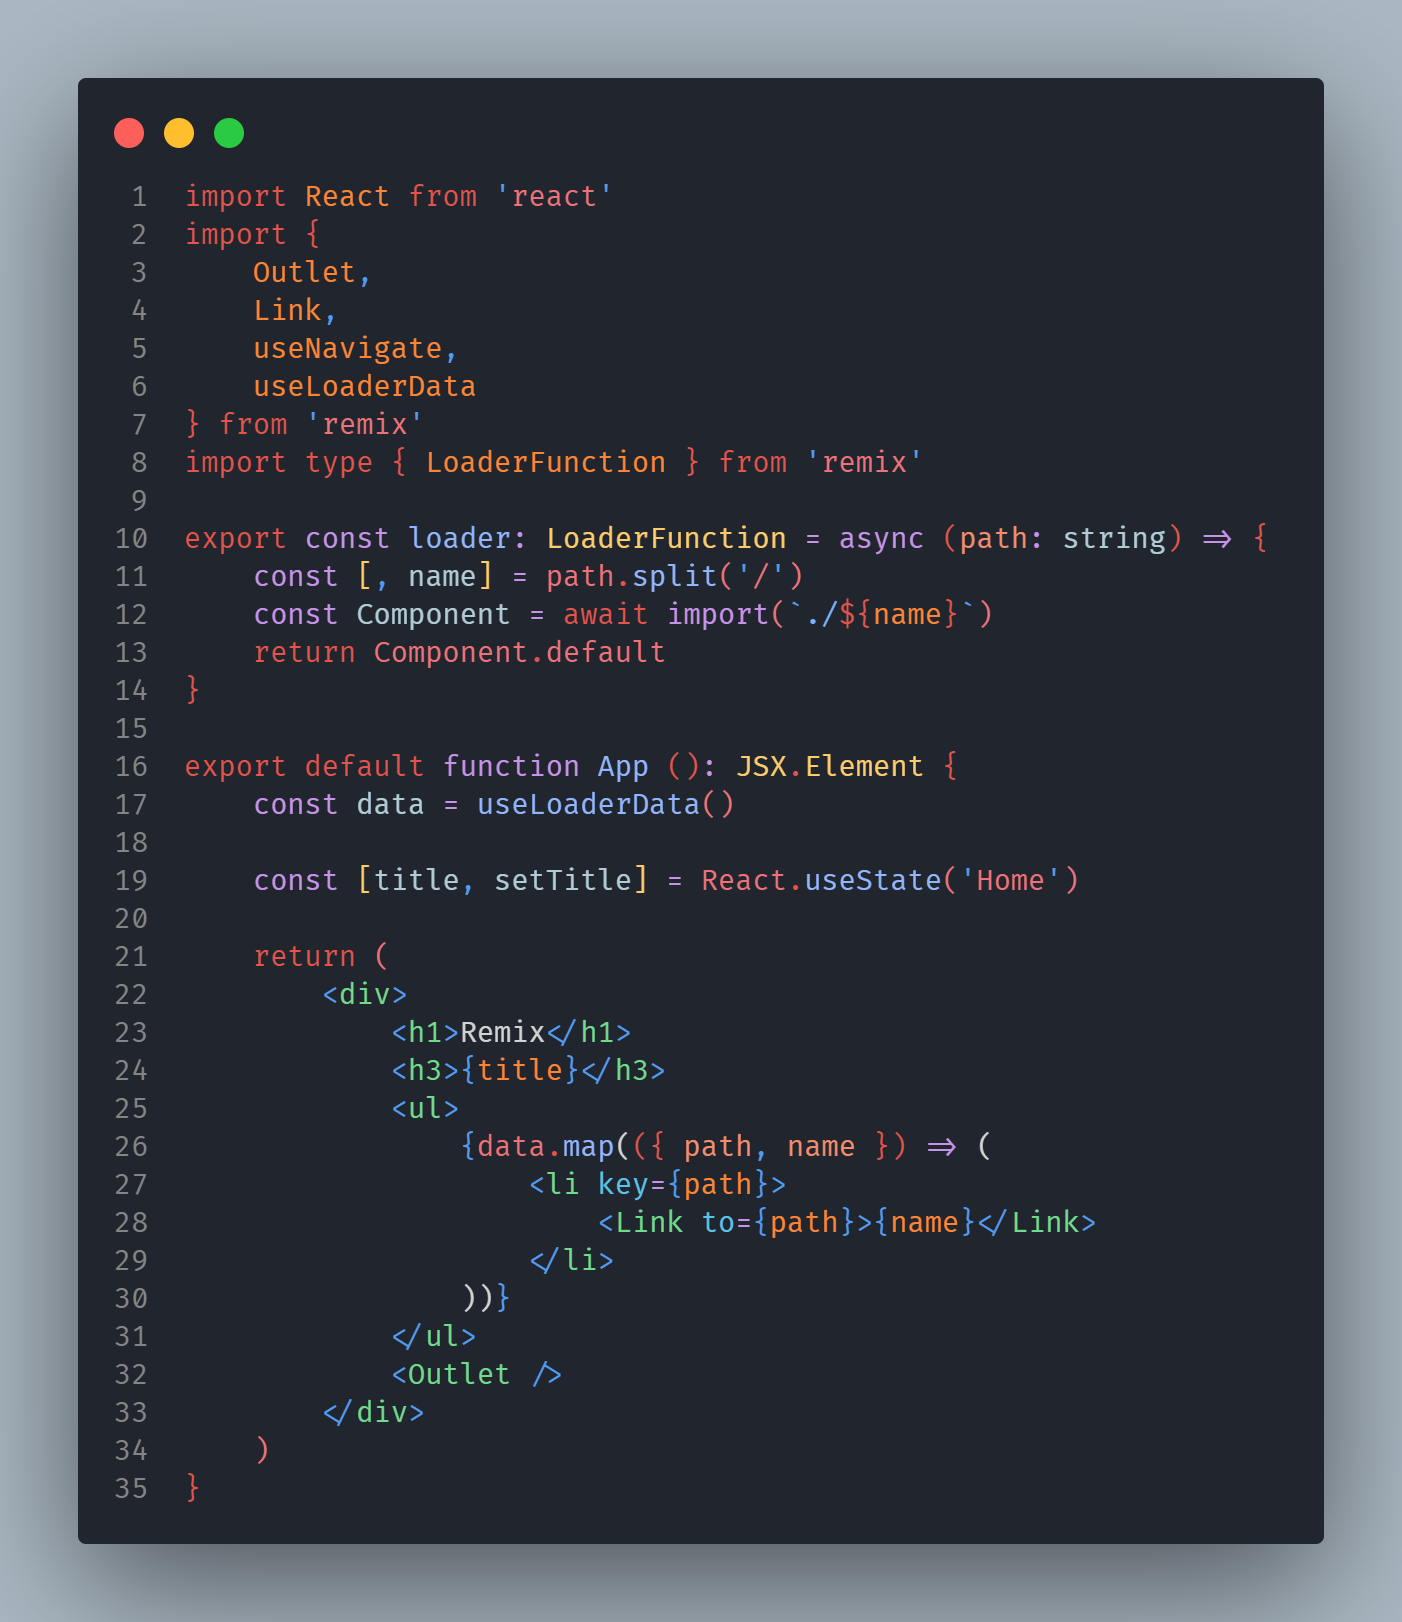 1 import React from 'react'
2 import {
3     Outlet,
4     Link,
5     useNavigate,
6     useLoaderData
7 } from 'remix'
8 import type { LoaderFunction } from 'remix'
9
10 export const loader: LoaderFunction = async (path: string) => {
11     const [, name] = path.split('/')
12     const Component = await import(`./${name}`)
13     return Component.default
14 }
15
16 export default function App (): JSX.Element {
17     const data = useLoaderData()
18
19     const [title, setTitle] = React.useState('Home')
20
21     return (
22         <div>
23             <h1>Remix</h1>
24             <h3>{title}</h3>
25             <ul>
26                 {data.map(({ path, name }) => (
27                     <li key={path}>
28                         <Link to={path}>{name}</Link>
29                     </li>
30                 ))}
31             </ul>
32             <Outlet />
33         </div>
34     )
35 }